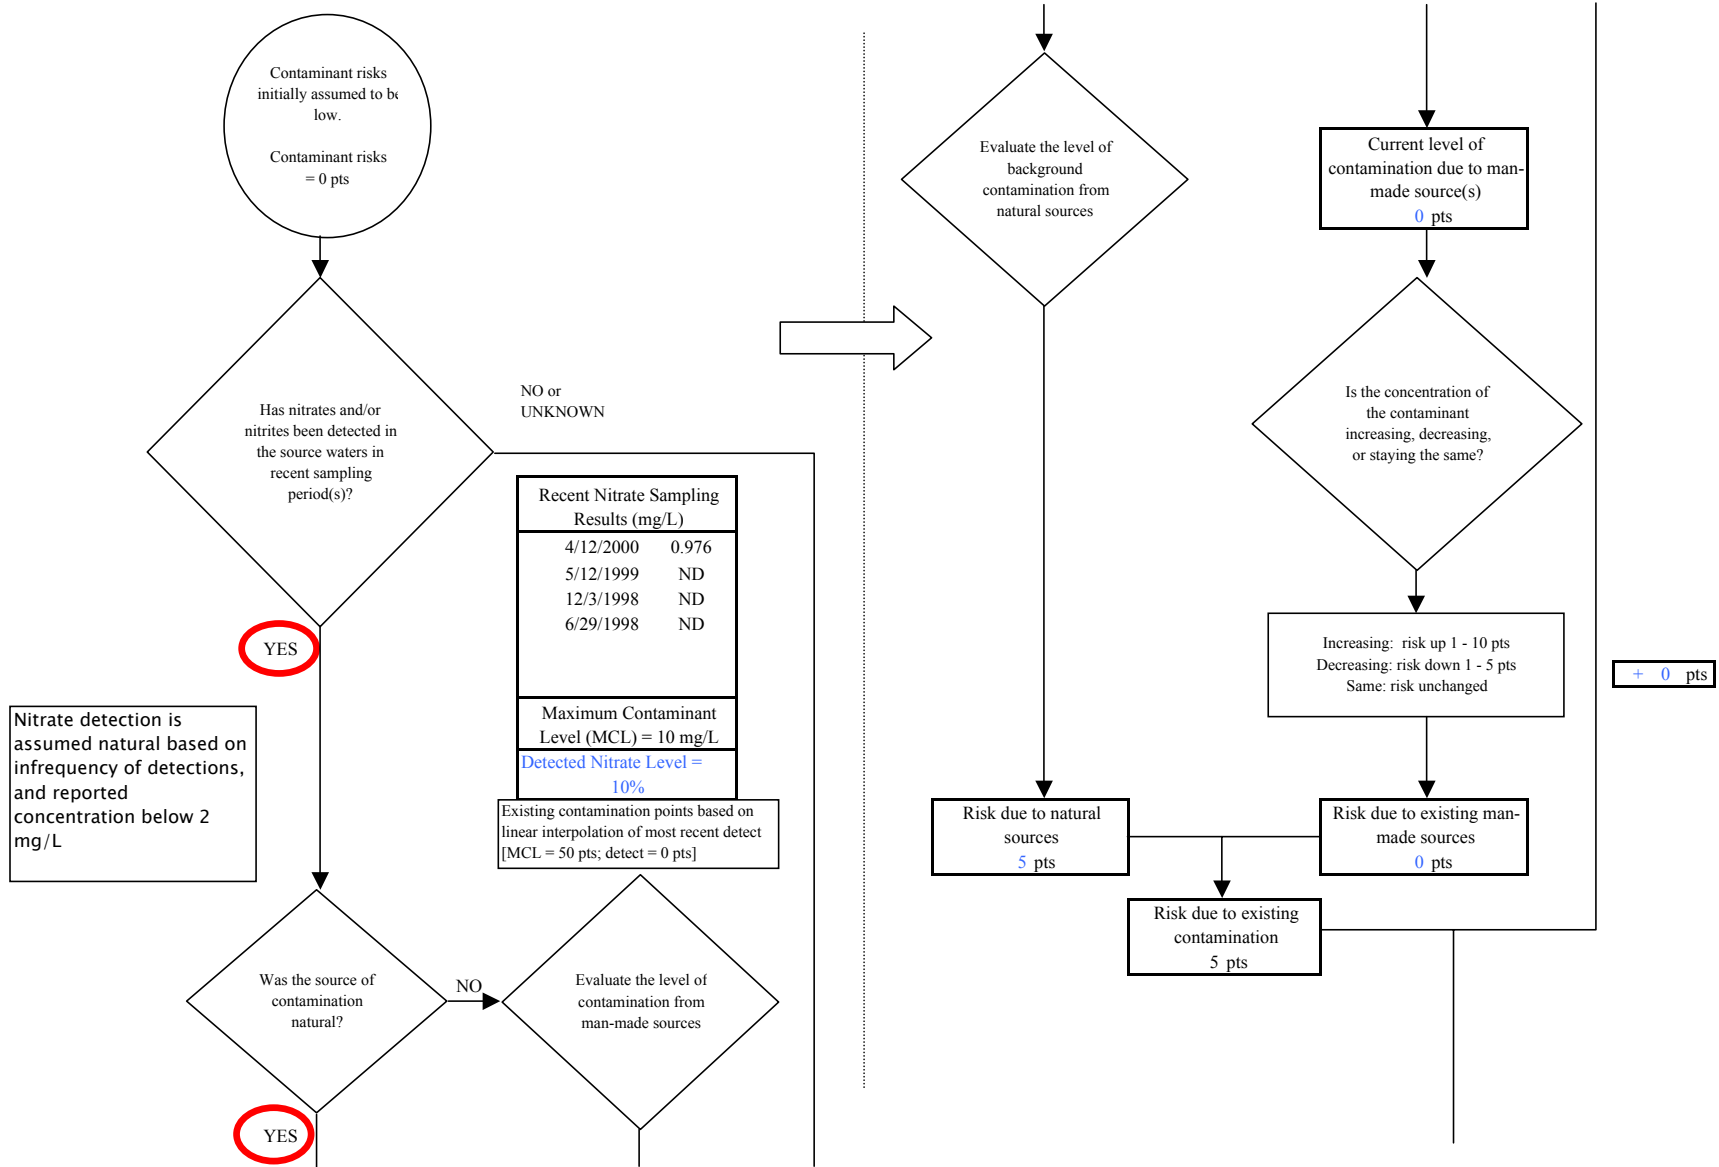 Contaminant risks
initially assumed to be
low.
Contaminant risks
= 0 pts
Has nitrates and/or
nitrites been detected in
the source waters in
recent sampling
period(s)?
NO or
UNKNOWN
YES
Recent Nitrate Sampling
Results (mg/L)
4/12/2000 0.976
5/12/1999 ND
12/3/1998 ND
6/29/1998 ND
Maximum Contaminant
Level (MCL) = 10 mg/L
Detected Nitrate Level =
10%
Existing contamination points based on
linear interpolation of most recent detect
[MCL = 50 pts; detect = 0 pts]
Nitrate detection is
assumed natural based on
infrequency of detections,
and reported
concentration below 2
mg/L
Was the source of
contamination
natural?
NO
Evaluate the level of
contamination from
man-made sources
YES
Evaluate the level of
background
contamination from
natural sources
Current level of
contamination due to man-
made source(s)
0 pts
Is the concentration of
the contaminant
increasing, decreasing,
or staying the same?
Increasing: risk up 1 - 10 pts
Decreasing: risk down 1 - 5 pts
Same: risk unchanged
+ 0 pts
Risk due to natural
sources
5 pts
Risk due to existing man-
made sources
0 pts
Risk due to existing
contamination
5 pts